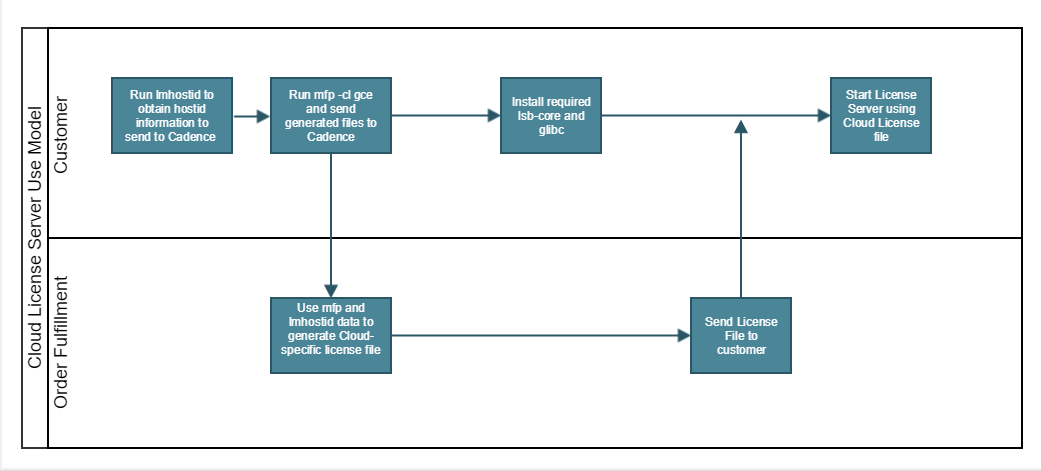 Cloud License Server Use Model
Customer
Run lmhostid to
obtain hostid
information to
send to Cadence
Run mfp -cl gce
and send
generated files to
Cadence
Install required
lsb-core and
glibc
Start License
Server using
Cloud License
file
Order Fulfillment
Use mfp and
lmhostid data to
generate Cloud-
specific license file
Send License
File to
customer